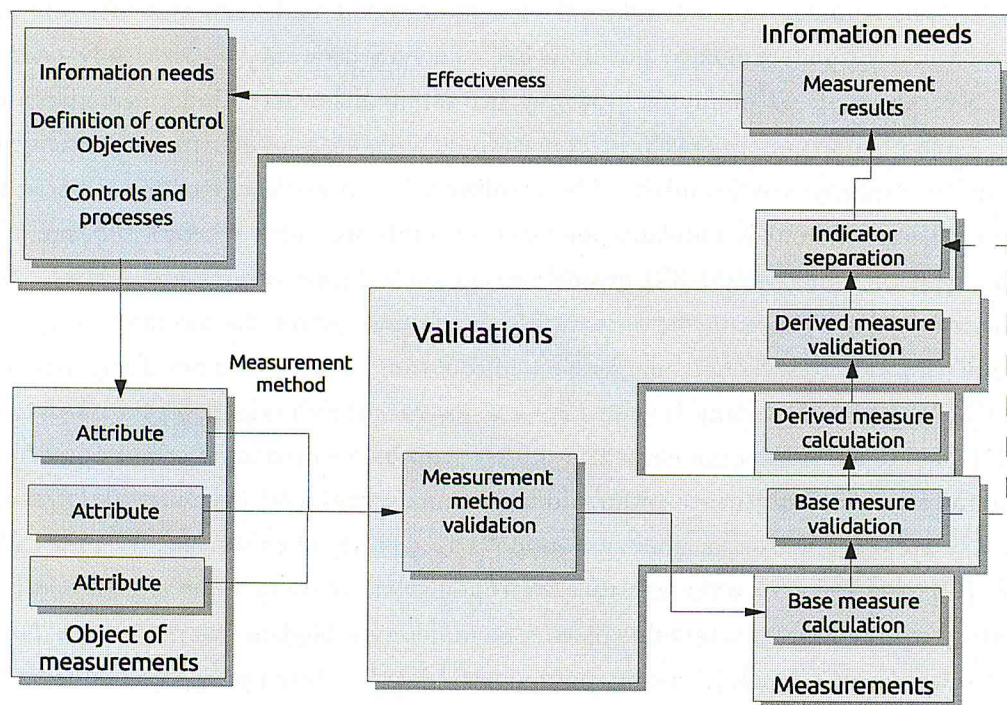 Information needs
Information needs
Definition of control
Objectives
Controls and
processes
Effectiveness
Measurement
results
Indicator
separation
Validations
Derived measure
validation
Measurement
method
Derived measure
calculation
Attribute
Attribute
Attribute
Object of
measurements
Measurement
method
validation
Base mesure
validation
Base measure
calculation
Measurements